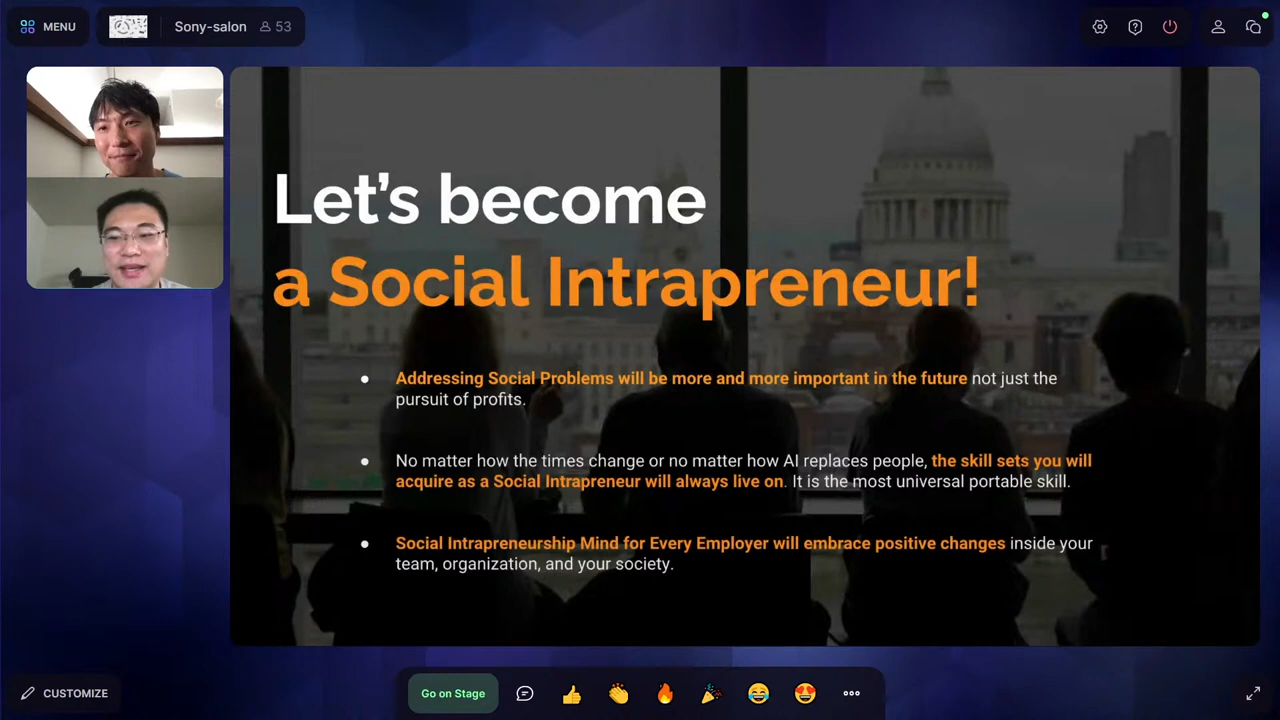 MENU
Sony-salon
53
Let's become
a Social Intrapreneur!
Addressing Social Problems will be more and more important in the future not just the
pursuit of profits.
No matter how the times change or no matter how AI replaces people, the skill sets you will
acquire as a Social Intrapreneur will always live on. It is the most universal portable skill.
Social Intrapreneurship Mind for Every Employer will embrace positive changes inside your
team, organization, and your society.
CUSTOMIZE
Go on Stage